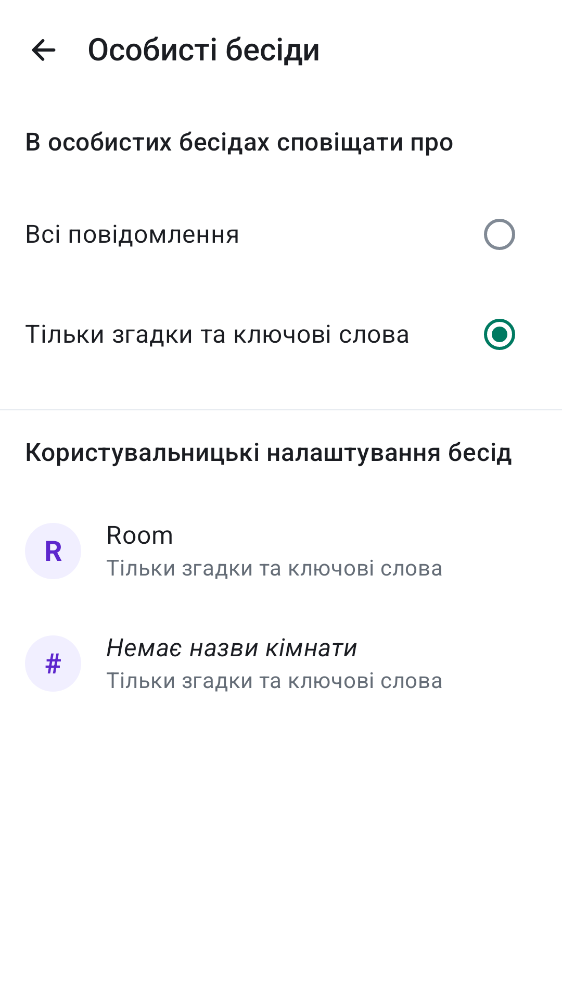 Особисті бесіди
В особистих бесідах сповіщати про
Всі повідомлення
Тільки згадки та ключові слова
Користувальницькі налаштування бесід
R
Room
Тільки згадки та ключові слова
#
Немає назви кімнати
Тільки згадки та ключові слова